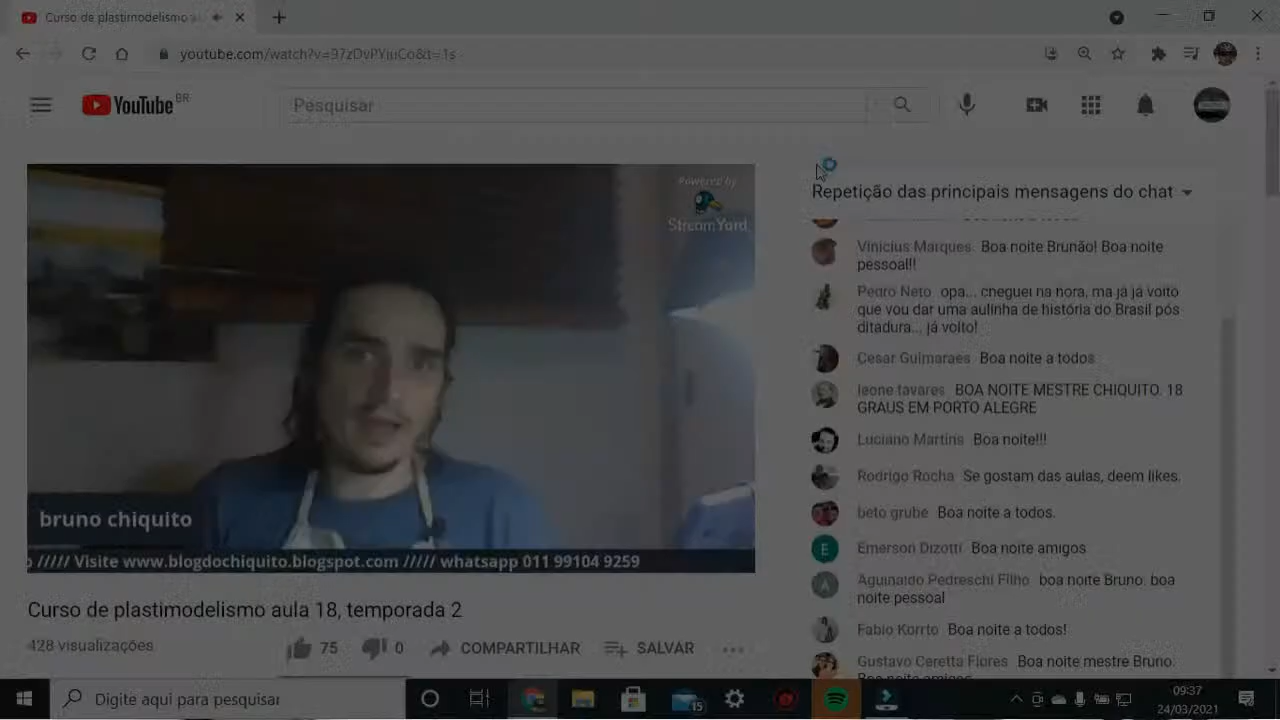 Curso de plastimodelismo a
youtube.com/watch?v=97zDvPYjuCo&t=1s
YouTube BR
Pesquisar
Powered by
StreamYard
bruno chiquito
///// Visite www.blogdochiquito.blogspot.com ///// whatsapp 011 99104 9259
Curso de plastimodelismo aula 18, temporada 2
428 visualizações
75
0
COMPARTILHAR
SALVAR
Repetição das principais mensagens do chat
Vinicius Marques. Boa noite Brunão! Boa noite
pessoal!!
Pedro Neto opa... cheguei na hora, ma já já volto
que vou dar uma aulinha de história do Brasil pós
ditadura... já volto!
Cesar Guimaraes Boa noite a todos
leone tavares BOA NOITE MESTRE CHIQUITO. 18
GRAUS EM PORTO ALEGRE
Luciano Martins Boa noite!!!
Rodrigo Rocha Se gostam das aulas, deem likes.
beto grube Boa noite a todos.
E
Emerson Dizotti Boa noite amigos
A
Aguinaldo Pedreschi Filho boa noite Bruno. boa
noite pessoal
Fabio Korrto Boa noite a todos!
Gustavo Ceretta Flores Boa noite mestre Bruno.
Boa noite amigos
Digite aqui para pesquisar
15
09:37
24/03/2021